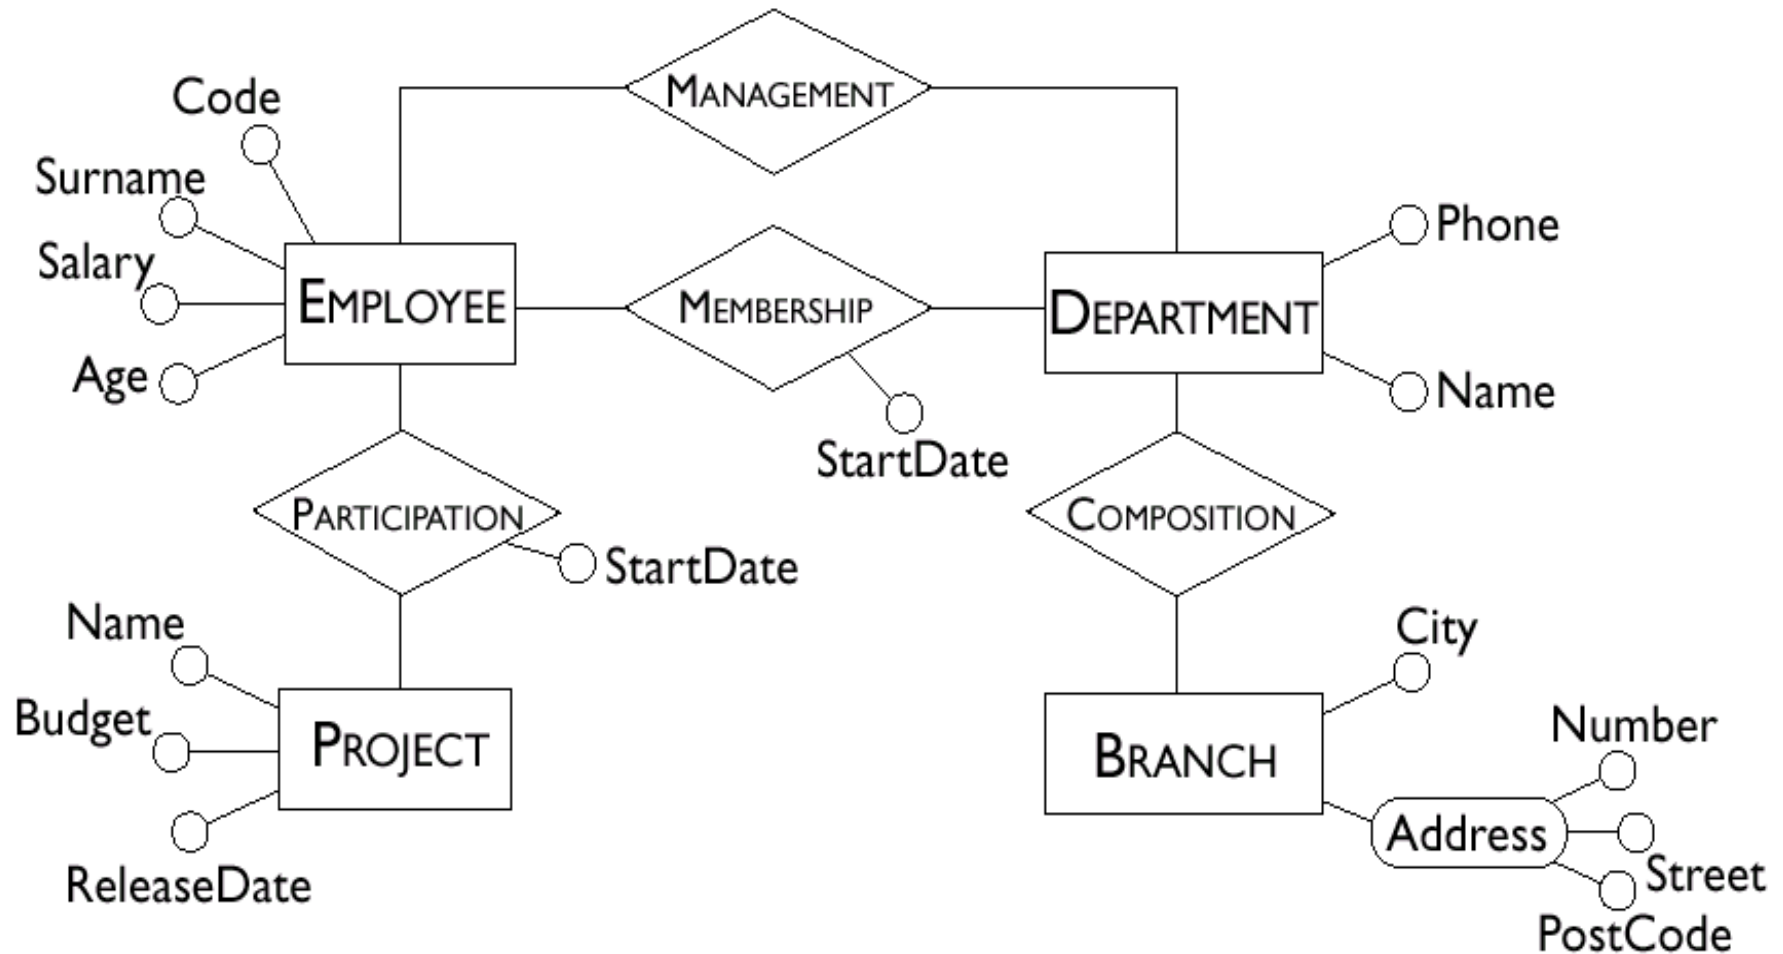 MANAGEMENT
Code
Surname
Salary
Age
EMPLOYEE
MEMBERSHIP
StartDate
DEPARTMENT
Phone
Name
PARTICIPATION
StartDate
COMPOSITION
Name
Budget
ReleaseDate
PROJECT
BRANCH
City
Address
Number
Street
PostCode